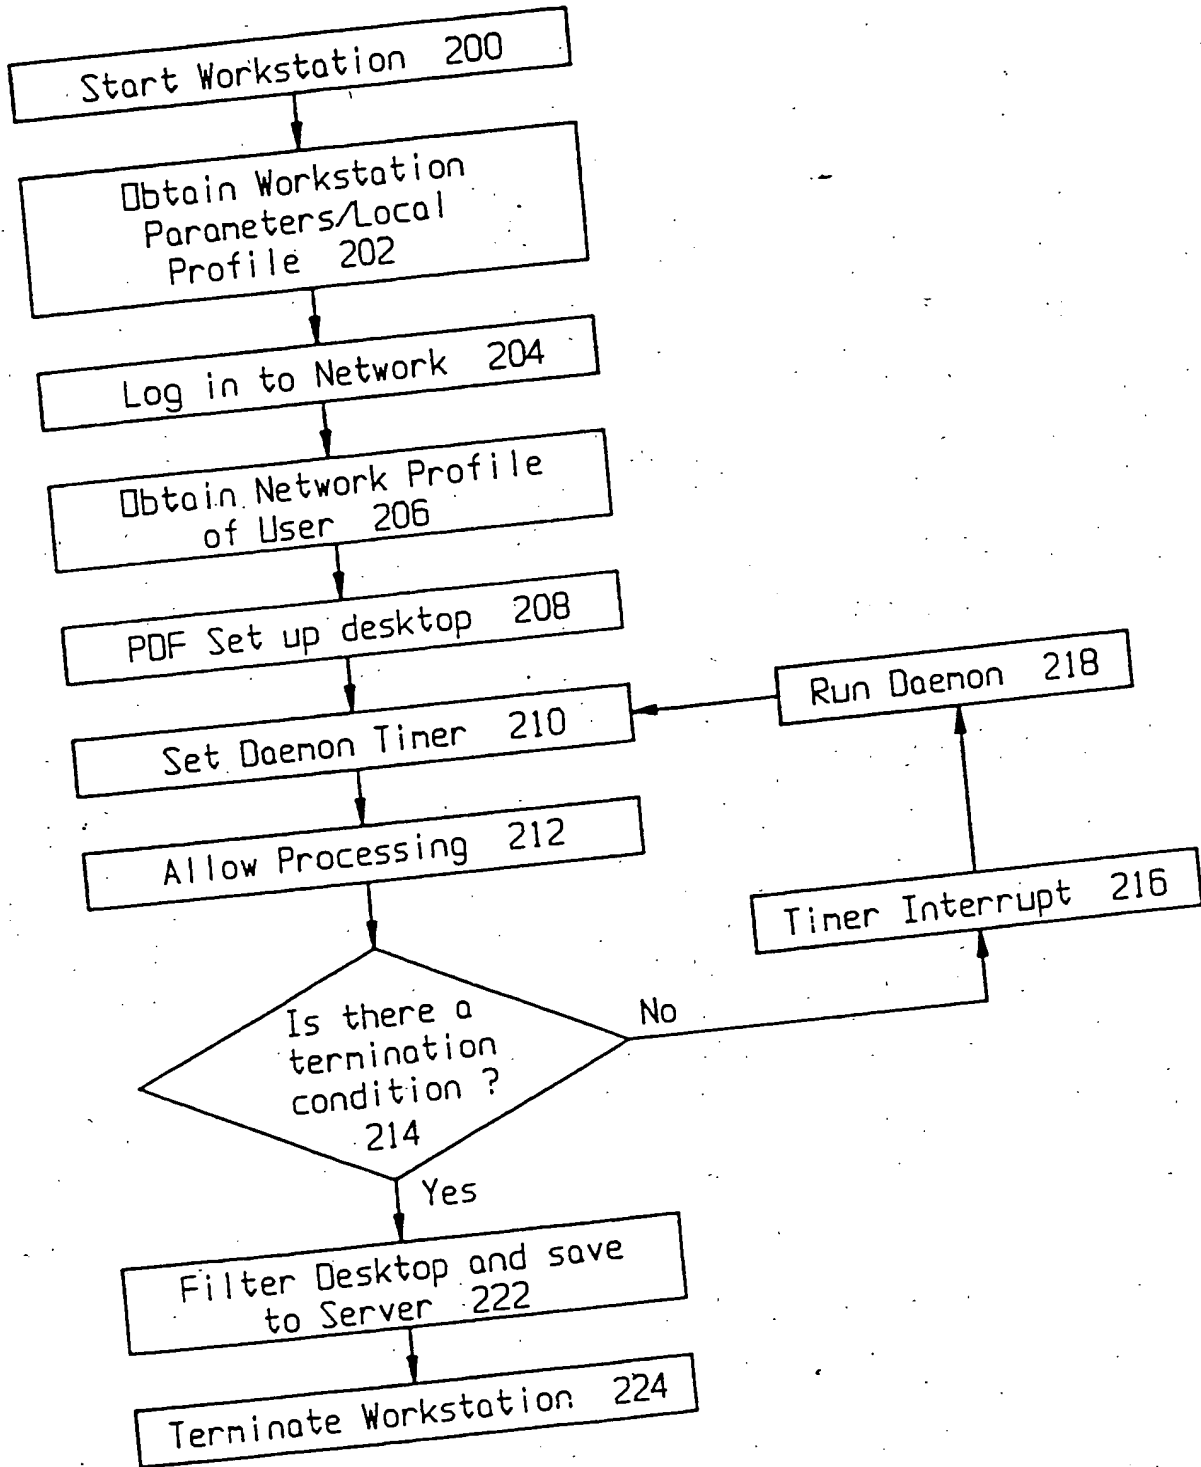 Start Workstation 200
Obtain Workstation
Parameters/Local
Profile 202
Log in to Network 204
Obtain Network Profile
of User 206
PDF Set up desktop 208
Set Daemon Timer 210
Run Daemon 218
Allow Processing 212
Timer Interrupt 216
Is there a
termination
condition ?
214
No
Yes
Filter Desktop and save
to Server 222
Terminate Workstation 224